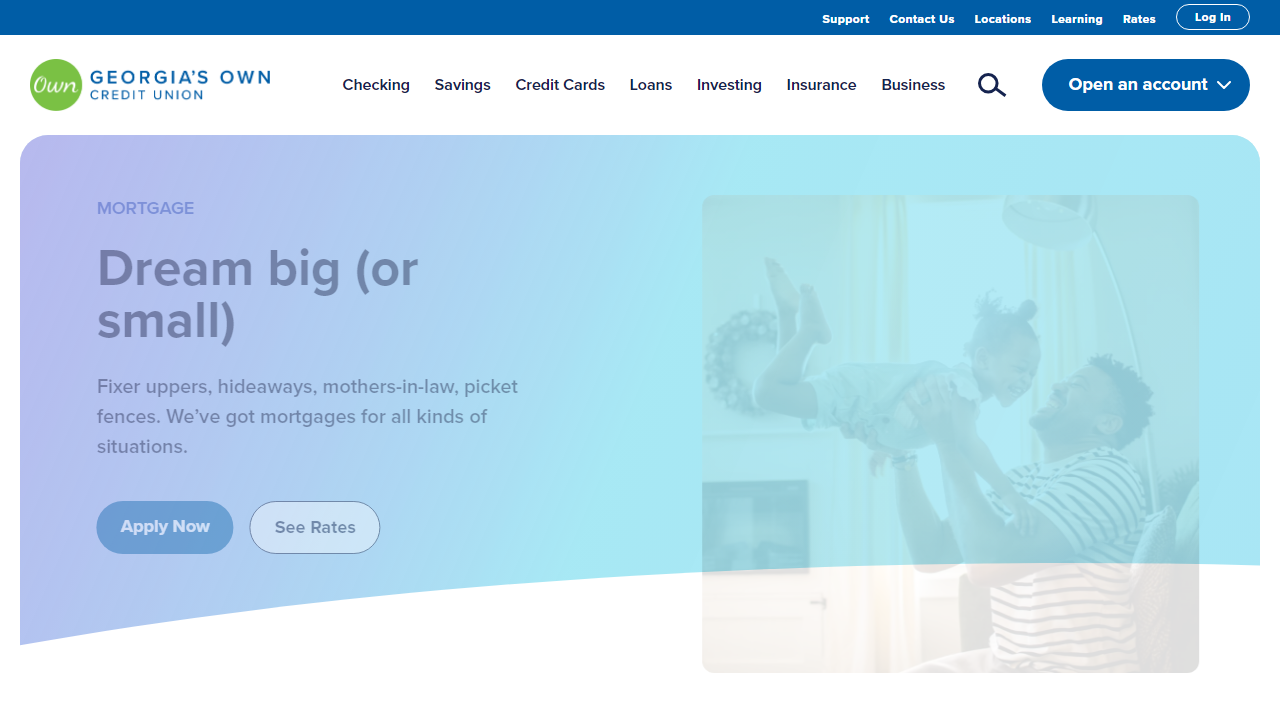 Support Contact Us Locations Learning Rates Log In
Own GEORGIA'S OWN
CREDIT UNION
Checking Savings Credit Cards Loans Investing Insurance Business Open an account
MORTGAGE
Dream big (or
small)
Fixer uppers, hideaways, mothers-in-law, picket
fences. We’ve got mortgages for all kinds of
situations.
Apply Now See Rates